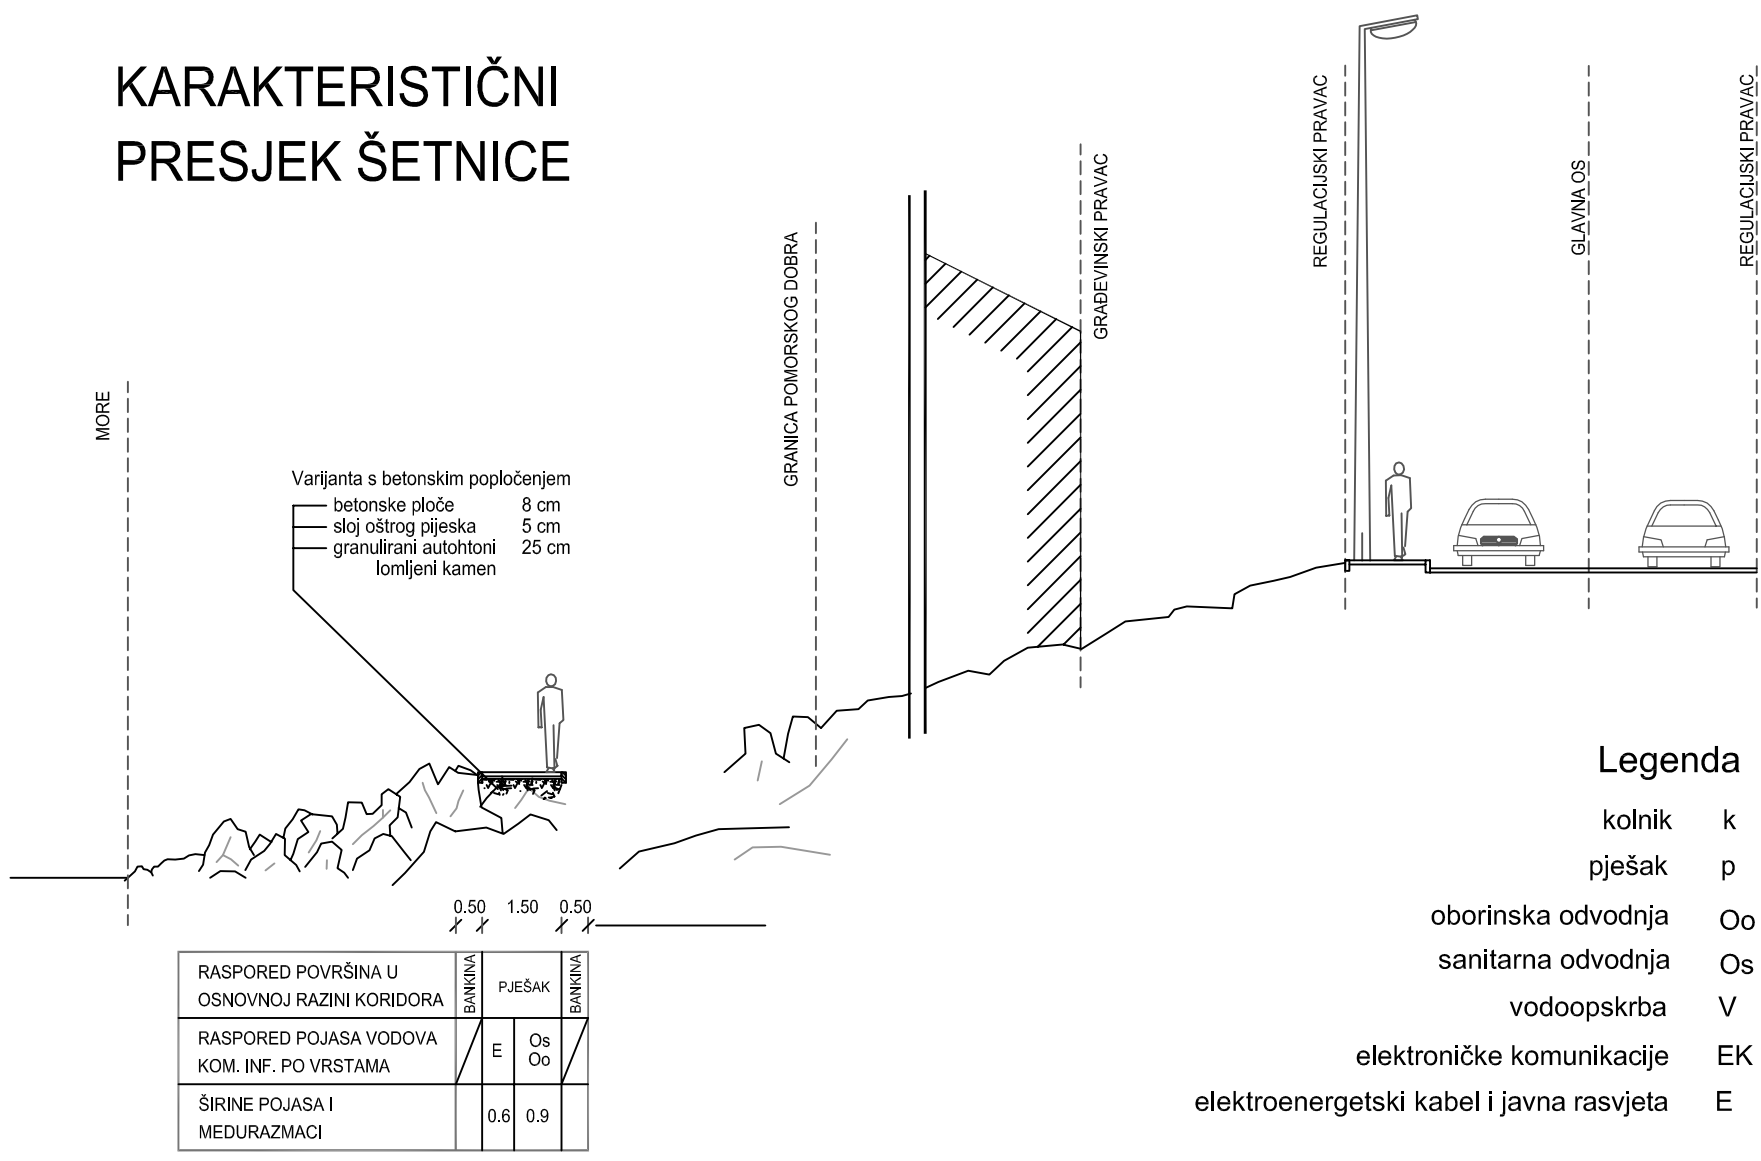 KARAKTERISTIČNI
PRESJEK ŠETNICE
MORE
Varijanta s betonskim popločenjem
betonske ploče 8 cm
sloj oštrog pijeska 5 cm
granulirani autohtoni 25 cm
lomljeni kamen
GRANICA POMORSKOG DOBRA
GRAĐEVINSKI PRAVAC
REGULACIJSKI PRAVAC
GLAVNA OS
REGULACIJSKI PRAVAC
0.50 1.50 0.50
RASPORED POVRŠINA U
OSNOVNOJ RAZINI KORIDORA
BANKINA
PJEŠAK
BANKINA
RASPORED POJASA VODOVA
KOM. INF. PO VRSTAMA
E
Os
Oo
ŠIRINE POJASA I
MEDURAZMACI
0.6 0.9
Legenda
kolnik k
pješak p
oborinska odvodnja Oo
sanitarna odvodnja Os
vodoopskrba V
elektroničke komunikacije EK
elektroenergetski kabel i javna rasvjeta E